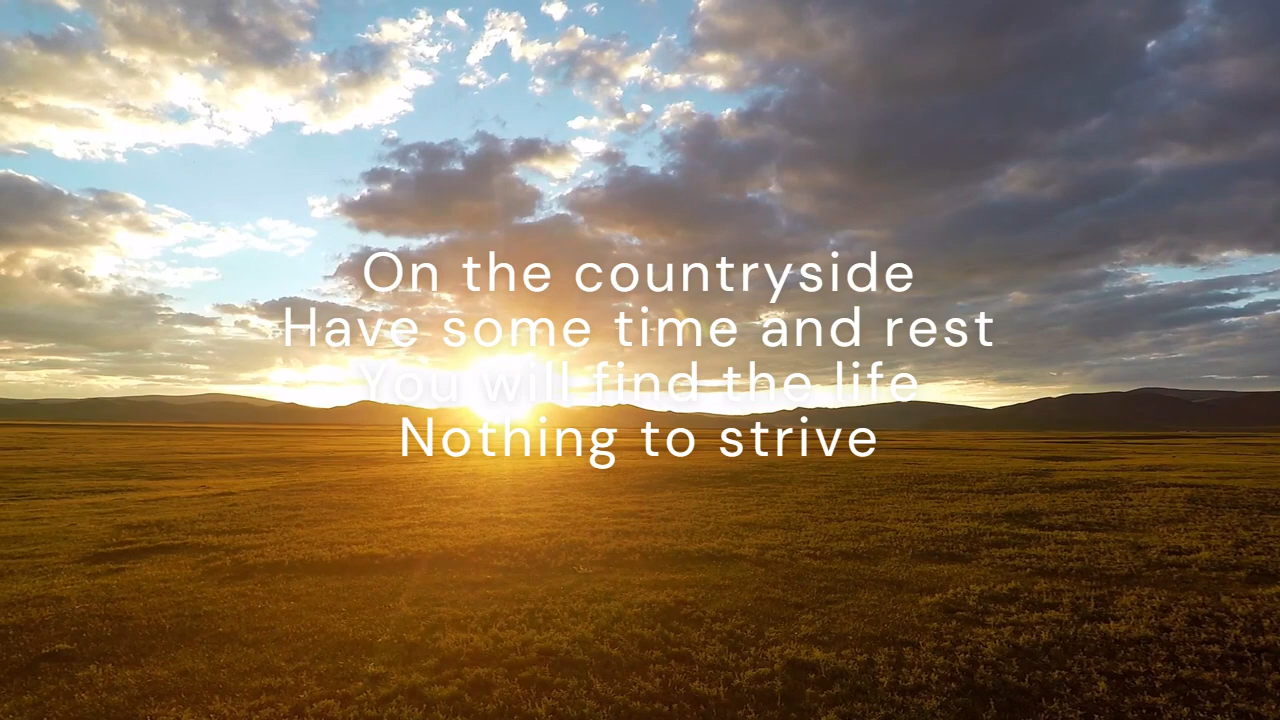 On the countryside
Have some time and rest
You will find the life
Nothing to strive